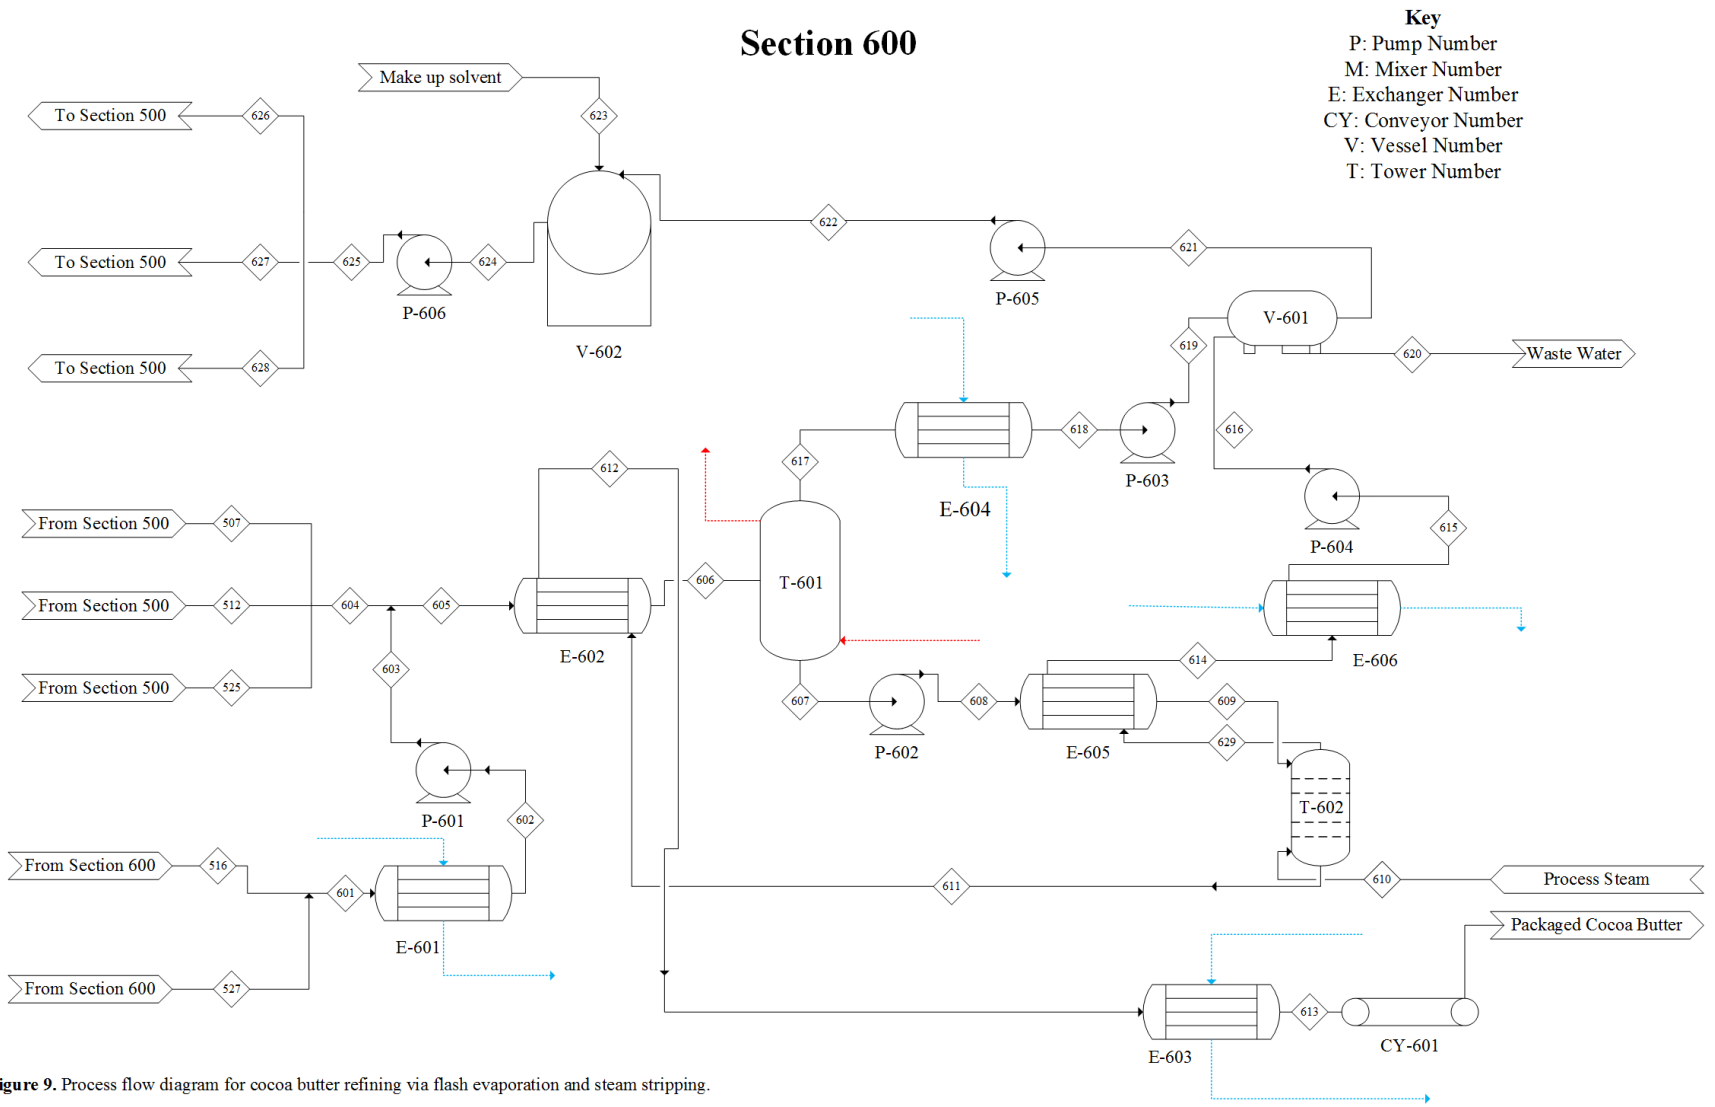 Section 600
Key
P: Pump Number
M: Mixer Number
E: Exchanger Number
CY: Conveyor Number
V: Vessel Number
T: Tower Number
Make up solvent
623
To Section 500
626
To Section 500
627
625
624
P-606
To Section 500
628
V-602
622
P-605
621
V-601
619
620
Waste Water
616
617
E-604
618
P-603
P-604
615
612
From Section 500
507
From Section 500
512
604
605
From Section 500
525
603
E-602
606
T-601
607
P-602
608
E-605
614
E-606
609
629
T-602
P-601
602
From Section 600
516
601
E-601
From Section 600
527
611
610
Process Steam
Packaged Cocoa Butter
E-603
613
CY-601
igure 9. Process flow diagram for cocoa butter refining via flash evaporation and steam stripping.